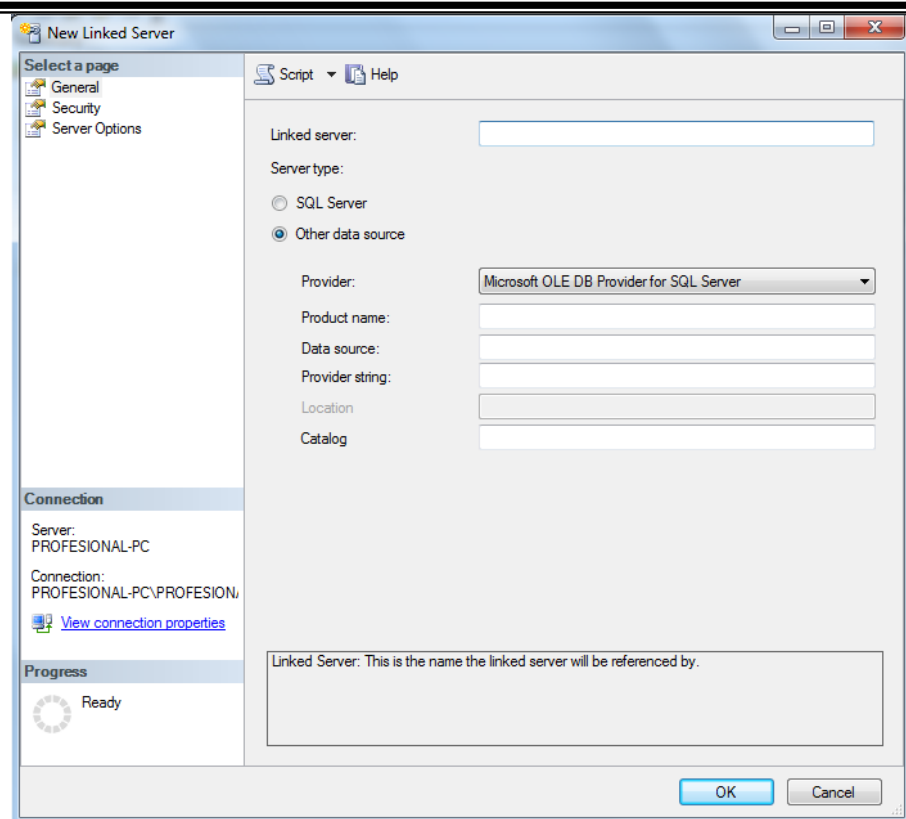 New Linked Server
Select a page
General
Security
Server Options
Script Help
Linked server:
Server type:
SQL Server
Other data source
Provider: Microsoft OLE DB Provider for SQL Server
Product name:
Data source:
Provider string:
Location
Catalog
Connection
Server:
PROFESIONAL-PC
Connection:
PROFESIONAL-PC\PROFESION
View connection properties
Progress
Ready
Linked Server: This is the name the linked server will be referenced by.
OK Cancel